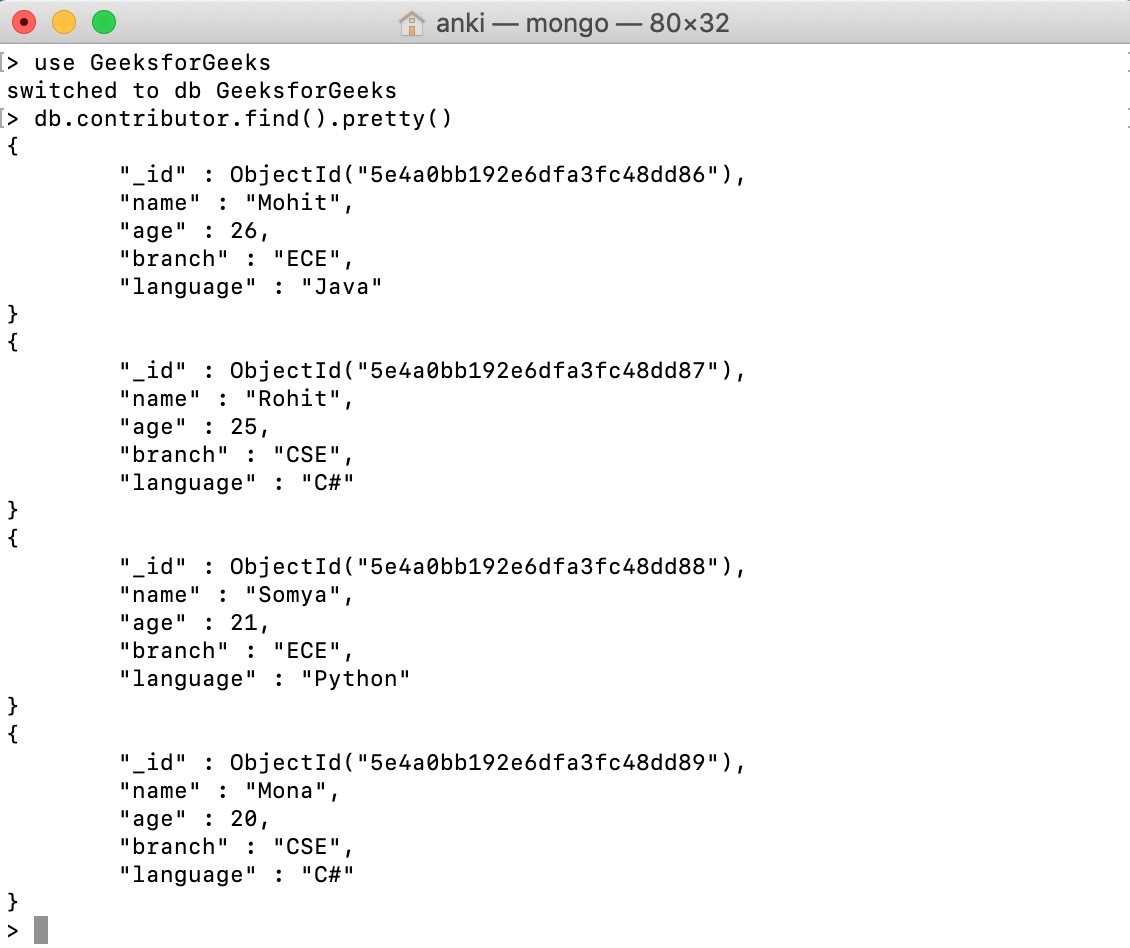 anki — mongo — 80×32
[> use GeeksforGeeks
switched to db GeeksforGeeks
[> db.contributor.find().pretty()
{
"_id" : ObjectId("5e4a0bb192e6dfa3fc48dd86"),
"name" : "Mohit",
"age" : 26,
"branch" : "ECE",
"language" : "Java"
}
{
"_id" : ObjectId("5e4a0bb192e6dfa3fc48dd87"),
"name" : "Rohit",
"age" : 25,
"branch" : "CSE",
"language" : "C#"
}
{
"_id" : ObjectId("5e4a0bb192e6dfa3fc48dd88"),
"name" : "Somya",
"age" : 21,
"branch" : "ECE",
"language" : "Python"
}
{
"_id" : ObjectId("5e4a0bb192e6dfa3fc48dd89"),
"name" : "Mona",
"age" : 20,
"branch" : "CSE",
"language" : "C#"
}
>